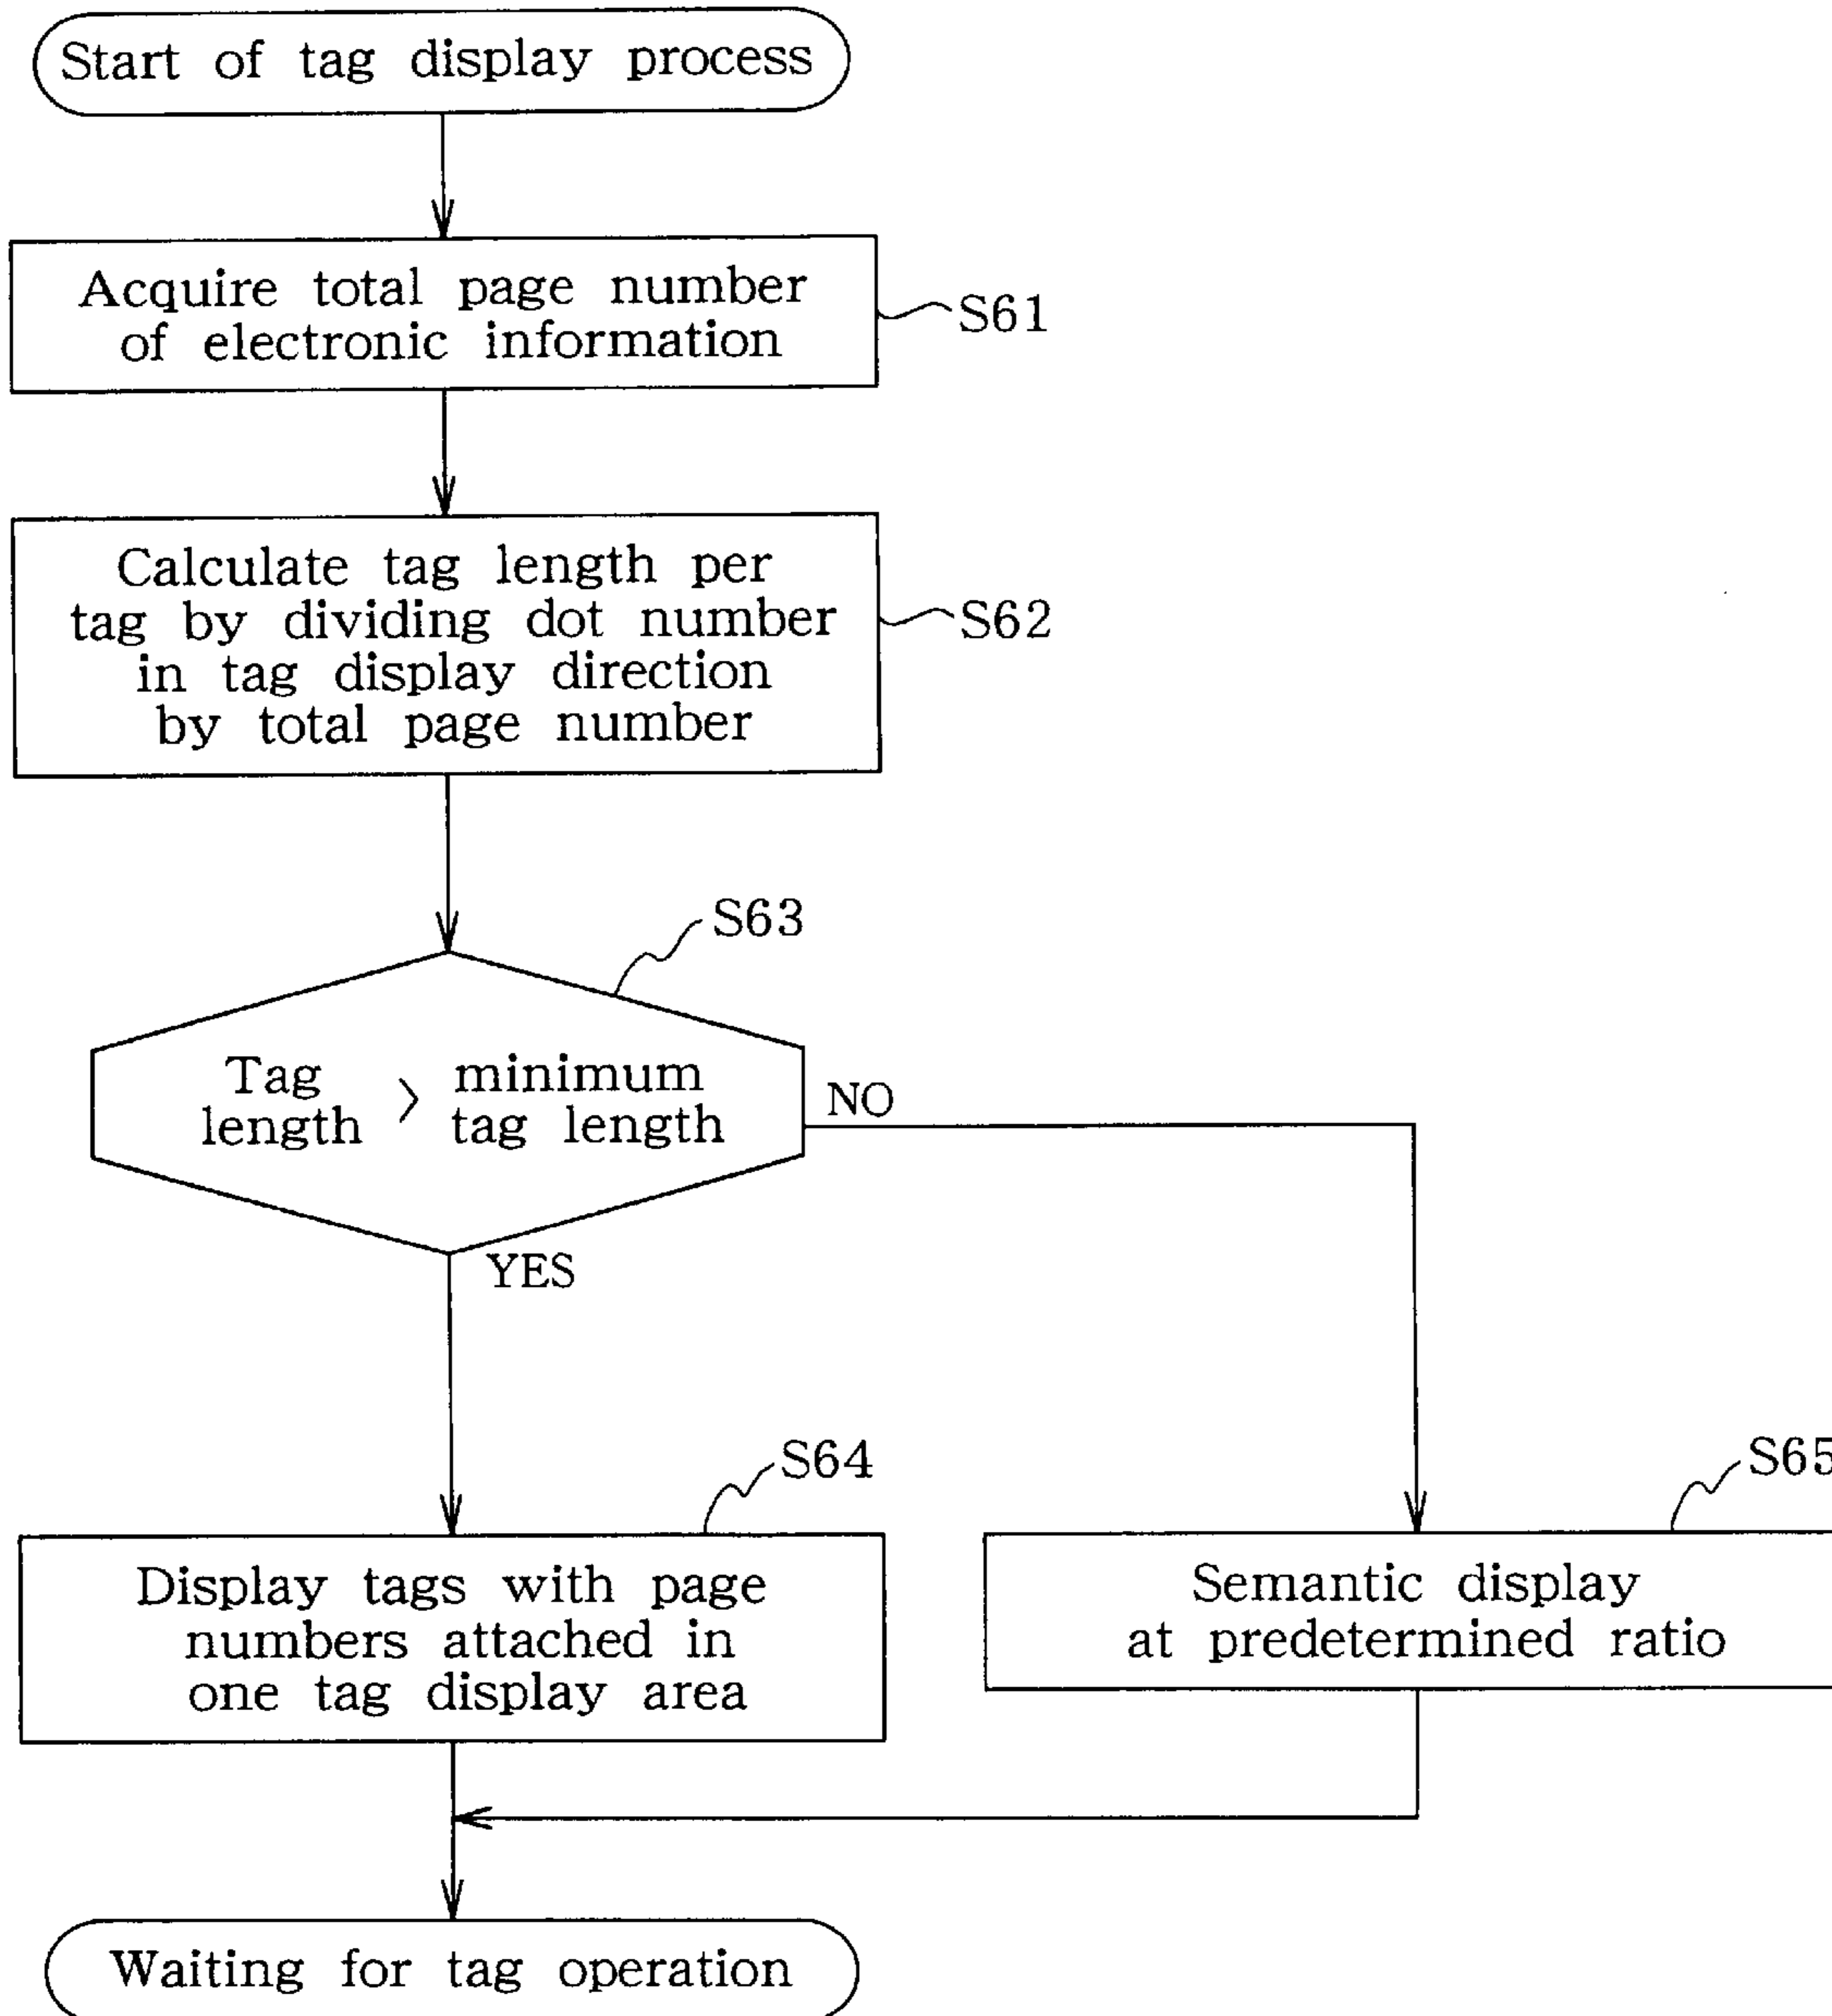 Start of tag display process
Acquire total page number
of electronic information
S61
Calculate tag length per
tag by dividing dot number
in tag display direction
by total page number
S62
S63
Tag length > minimum tag length
NO
YES
S64
Display tags with page
numbers attached in
one tag display area
S65
Semantic display
at predetermined ratio
Waiting for tag operation